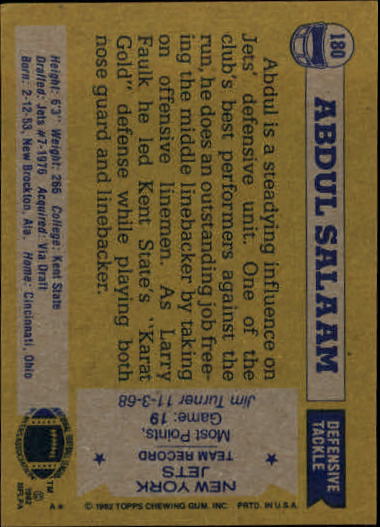 180
ABDUL SALAAM
DEFENSIVE
TACKLE
Abdul is a steadying influence on
Jets' defensive unit. One of the
club's best performers against the
run, he does an outstanding job free-
ing the middle linebacker by taking
on offensive linemen. As Larry
Faulk he led Kent State's "Karat
Gold" defense while playing both
nose guard and linebacker.
Height: 6'3" Weight: 266 College: Kent State
Drafted: Jets #7-1976 Acquired: Via Draft
Born: 2-12-53, New Brockton, Ala. Home: Cincinnati, Ohio
NEW YORK
JETS
TEAM RECORD
Most Points,
Game: 19
Jim Turner 11-3-68
© 1982 TOPPS CHEWING GUM, INC. PRTD. IN U.S.A.
A*
TM
©
1982
NFLPA